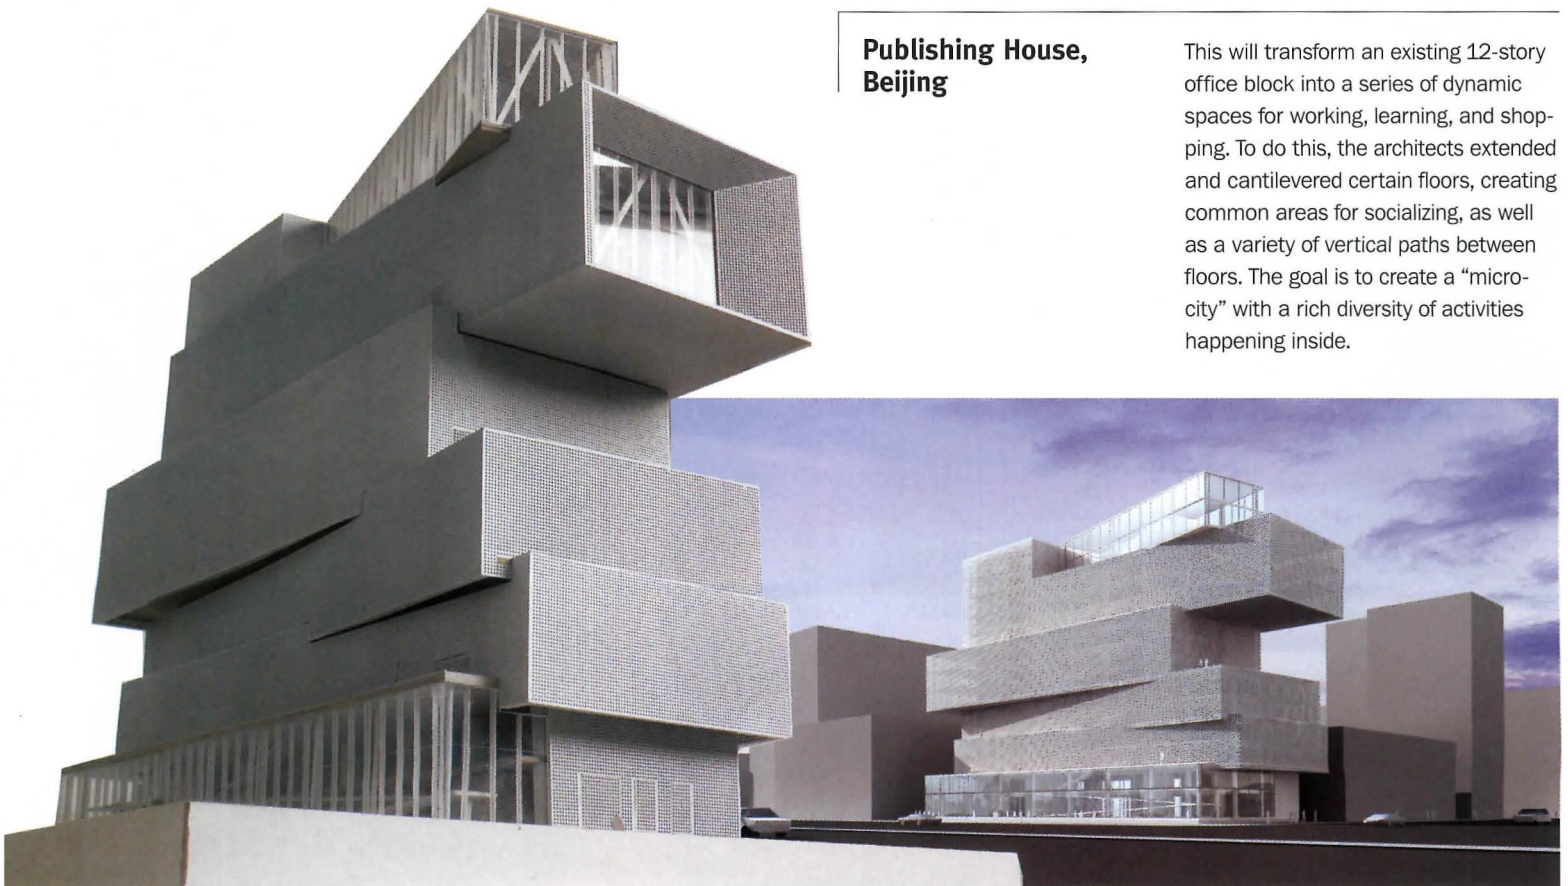 Publishing House,
Beijing
This will transform an existing 12-story
office block into a series of dynamic
spaces for working, learning, and shop-
ping. To do this, the architects extended
and cantilevered certain floors, creating
common areas for socializing, as well
as a variety of vertical paths between
floors. The goal is to create a “micro-
city” with a rich diversity of activities
happening inside.